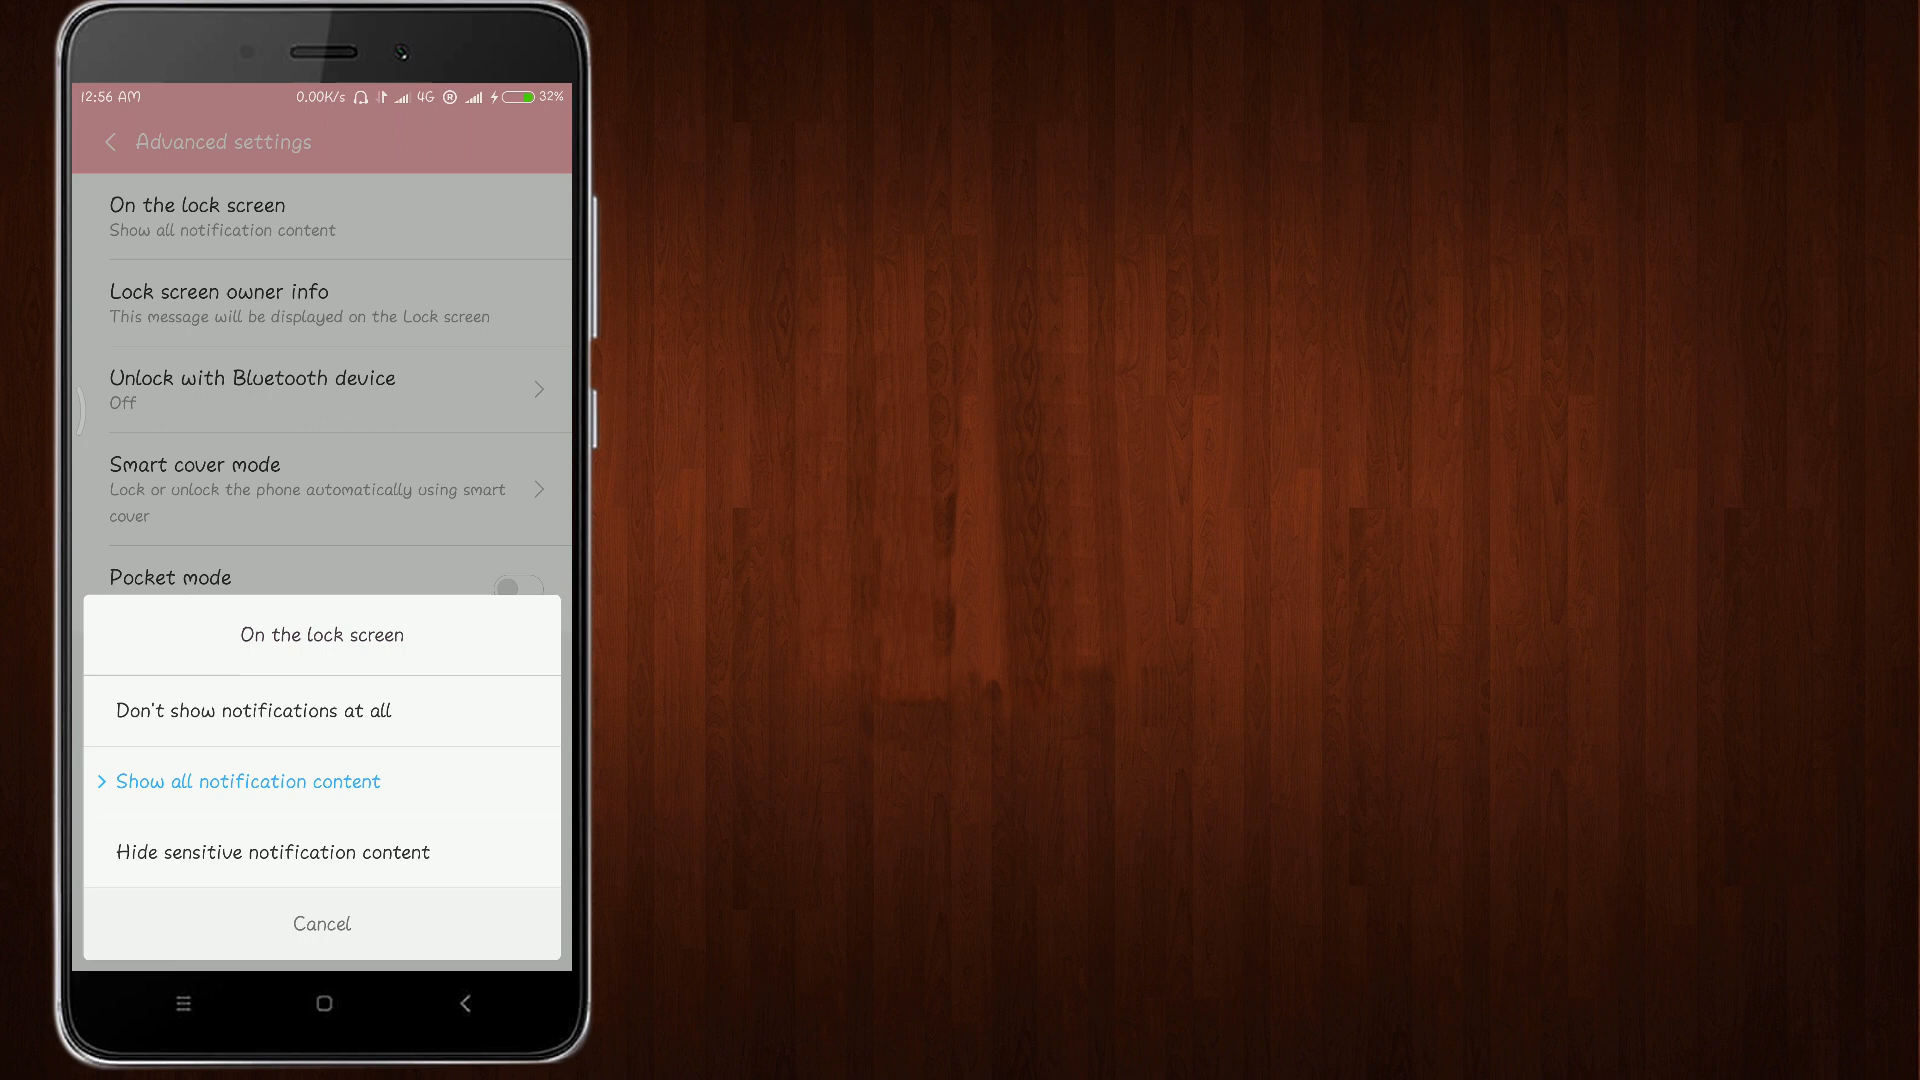 12:56 AM 0.00K/s 4G R 32%
Advanced settings
On the lock screen
Show all notification content
Lock screen owner info
This message will be displayed on the Lock screen
Unlock with Bluetooth device
Off
Smart cover mode
Lock or unlock the phone automatically using smart
cover
Pocket mode
On the lock screen
Don't show notifications at all
Show all notification content
Hide sensitive notification content
Cancel